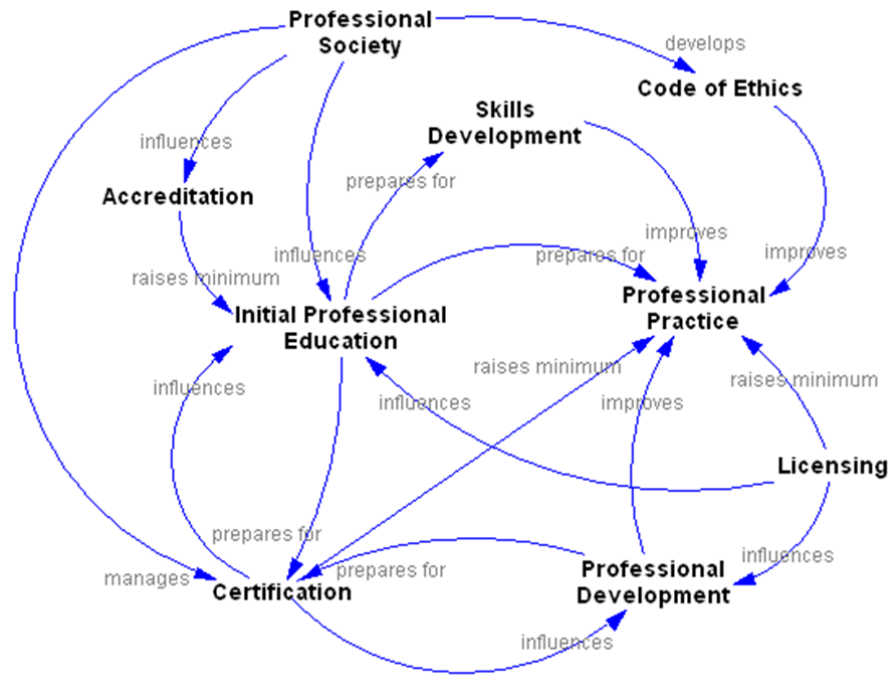 Professional
Society
develops
Code of Ethics
Skills
Development
influences
prepares for
Accreditation
improves
influences
prepares for
improves
raises minimum
Professional
Practice
Initial Professional
Education
raises minimum
raises minimum
influences
influences
improves
Licensing
prepares for
influences
prepares for
Professional
Development
manages
Certification
influences